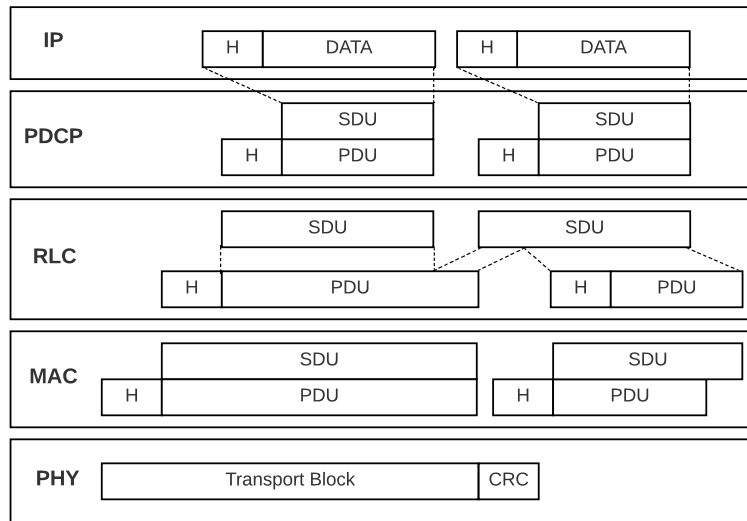 IP
H DATA H DATA
PDCP
SDU SDU
H PDU H PDU
RLC
SDU SDU
H PDU H PDU
MAC
SDU SDU
H PDU H PDU
PHY
Transport Block CRC